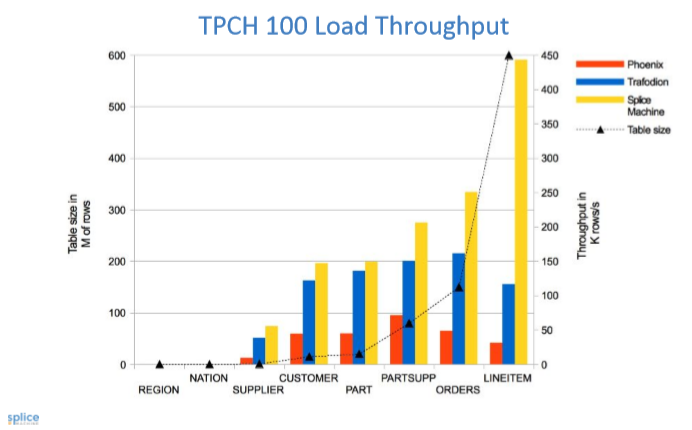 TPCH 100 Load Throughput
600
500
400
300
200
100
0
Table size in
M of rows
450
400
350
300
250
200
150
100
50
0
Throughput in
K rows/s
Phoenix
Trafodion
Splice
Machine
Table size
REGION
NATION
SUPPLIER
CUSTOMER
PART
PARTSUPP
ORDERS
LINEITEM
splice